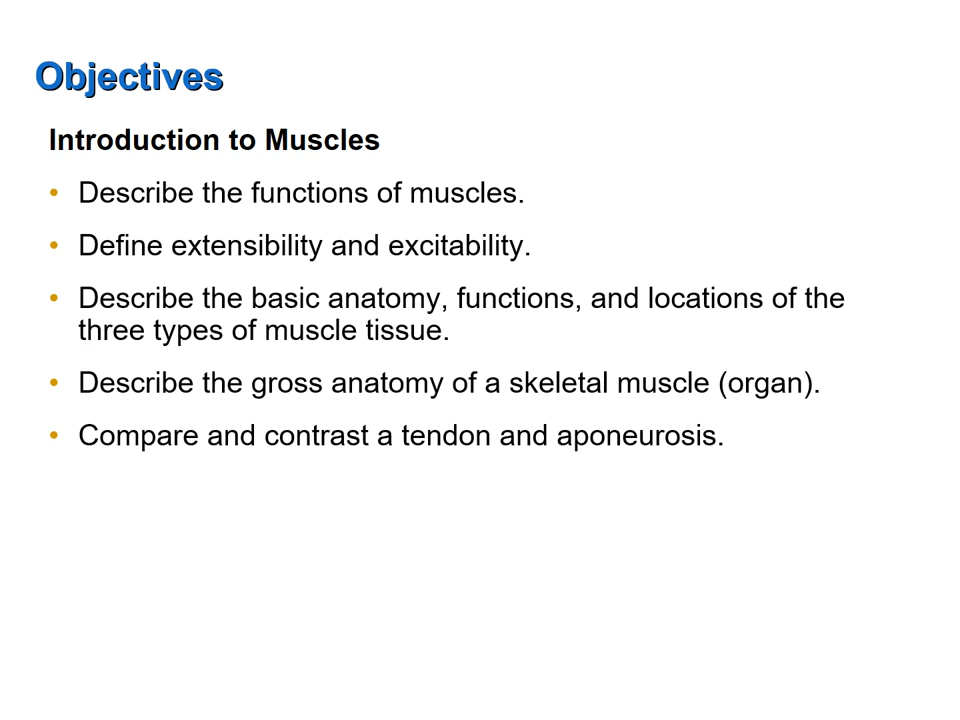 Objectives
Introduction to Muscles
• Describe the functions of muscles.
• Define extensibility and excitability.
• Describe the basic anatomy, functions, and locations of the
three types of muscle tissue.
• Describe the gross anatomy of a skeletal muscle (organ).
• Compare and contrast a tendon and aponeurosis.